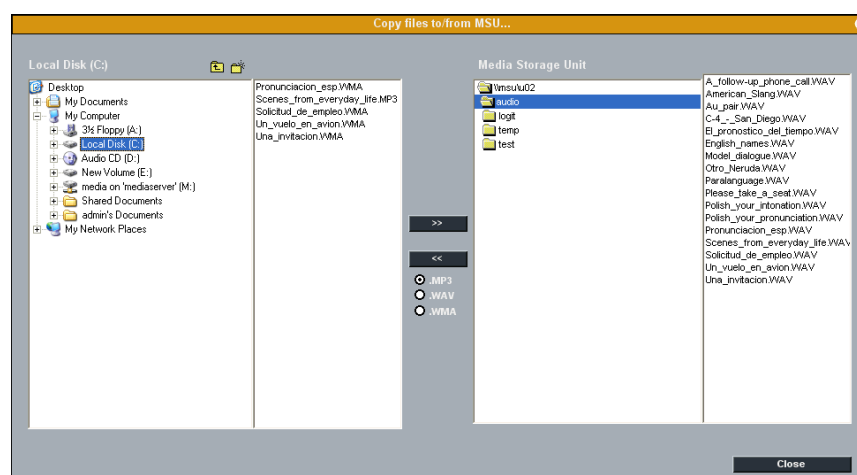 Copy files to/from MSU...
Local Disk (C:)
Desktop
My Documents
My Computer
3½ Floppy (A:)
Local Disk (C:)
Audio CD (D:)
New Volume (E:)
media on 'mediaserver' (M:)
Shared Documents
admin's Documents
My Network Places
Pronunciacion_esp.WMA
Scenes_from_everyday_life.MP3
Solicitud_de_empleo.WMA
Un_vuelo_en_avion.WMA
Una_invitacion.WMA
>>
<<
.MP3
.WAV
.WMA
Media Storage Unit
\\msu\u02
audio
logit
temp
test
A_follow-up_phone_call.WAV
American_Slang.WAV
Au_pair.WAV
C-4_-_San_Diego.WAV
El_pronostico_del_tiempo.WAV
English_names.WAV
Model_dialogue.WAV
Otro_Neruda.WAV
Paralanguage.WAV
Please_take_a_seat.WAV
Polish_your_intonation.WAV
Polish_your_pronunciation.WAV
Pronunciacion_esp.WAV
Scenes_from_everyday_life.WAV
Solicitud_de_empleo.WAV
Un_vuelo_en_avion.WAV
Una_invitacion.WAV
Close